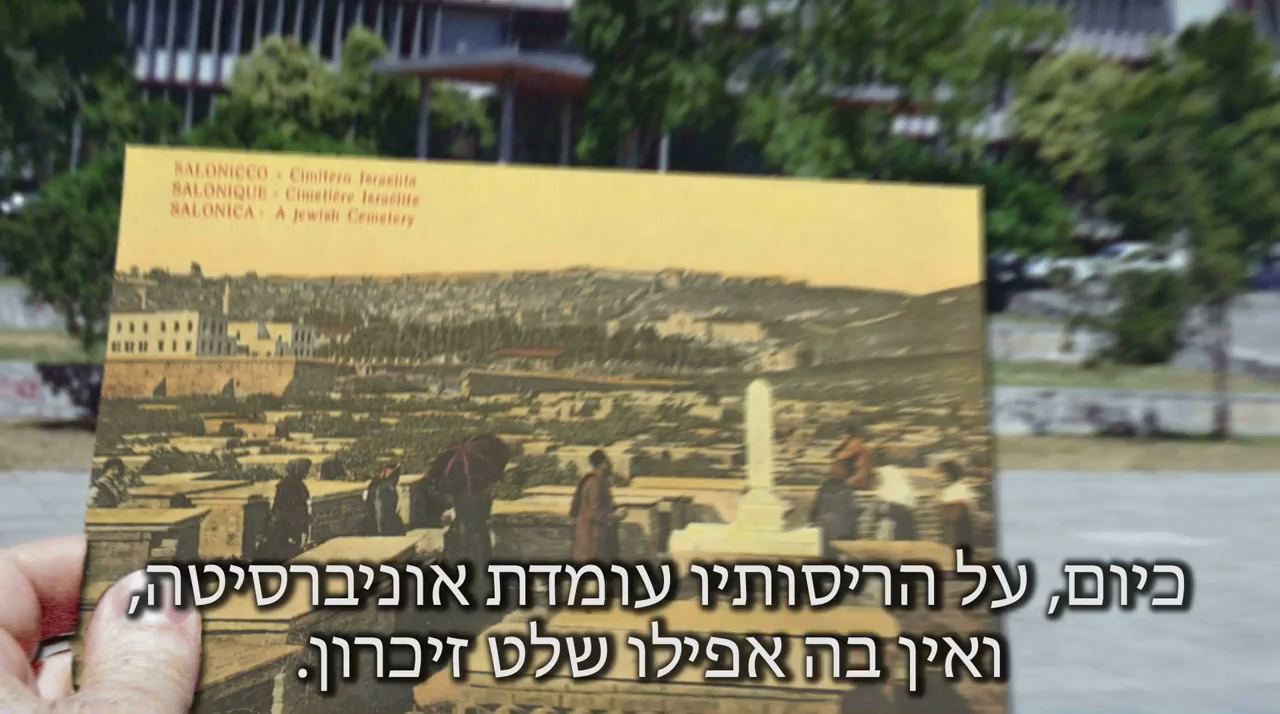 SALONICCO - Cimitero Israelita
SALONIQUE - Cimetière Israélite
SALONICA - A Jewish Cemetery
כיום, על הריסותיו עומדת אוניברסיטה,
ואין בה אפילו שלט זיכרון.